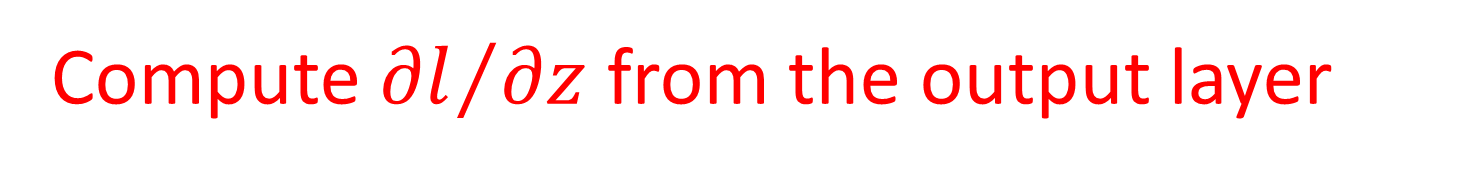 Compute ∂l/∂z from the output layer